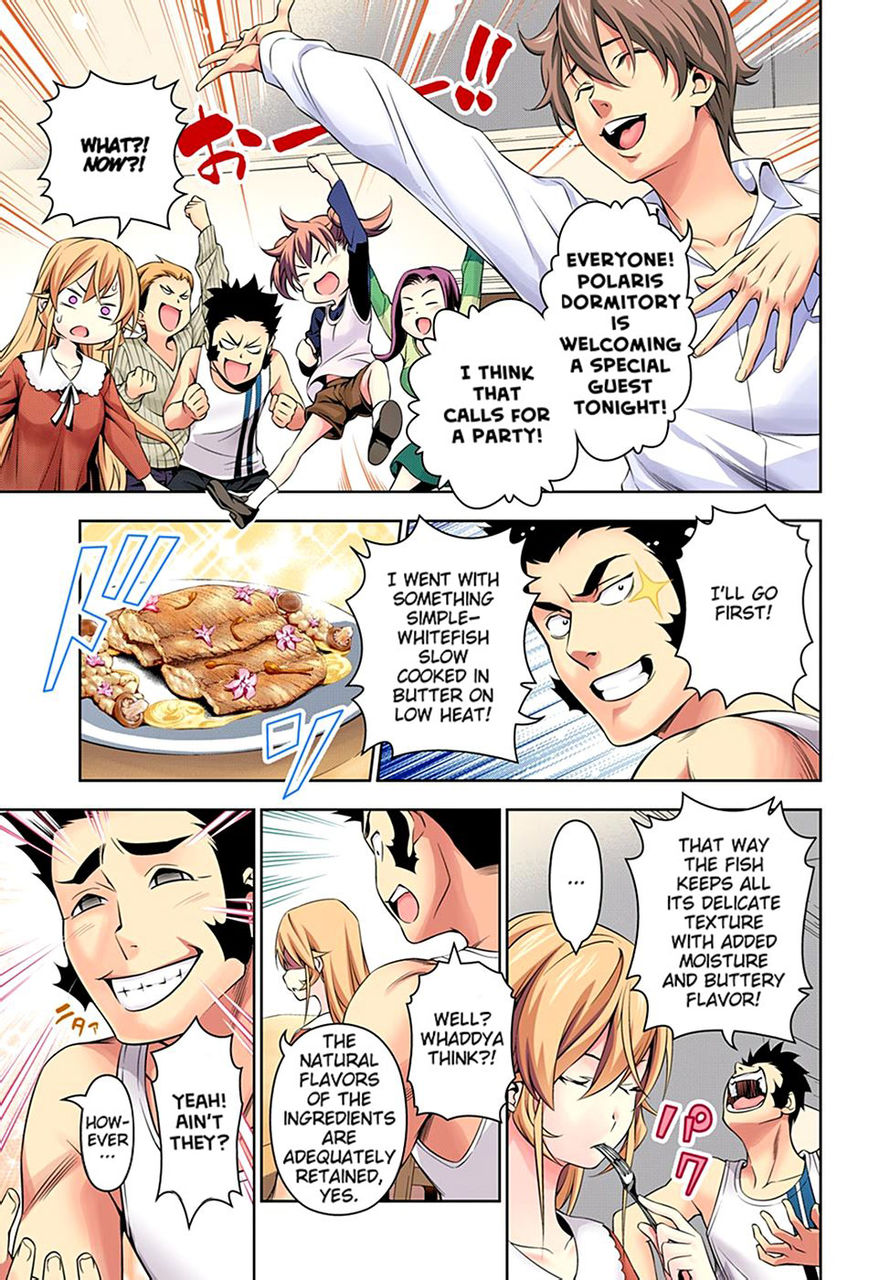 EVERYONE!
POLARIS
DORMITORY
IS
WELCOMING
A SPECIAL
GUEST
TONIGHT!
I THINK
THAT
CALLS FOR
A PARTY!
おーーー!!
WHAT?!
NOW?!
I'LL GO
FIRST!
I WENT WITH
SOMETHING
SIMPLE-
WHITEFISH
SLOW
COOKED IN
BUTTER ON
LOW HEAT!
THAT WAY
THE FISH
KEEPS ALL
ITS DELICATE
TEXTURE
WITH ADDED
MOISTURE
AND BUTTERY
FLAVOR!
...
パク
WELL?
WHADDYA
THINK?!
THE
NATURAL
FLAVORS
OF THE
INGREDIENTS
ARE
ADEQUATELY
RETAINED,
YES.
YEAH!
AIN'T
THEY?
HOW-
EVER
...